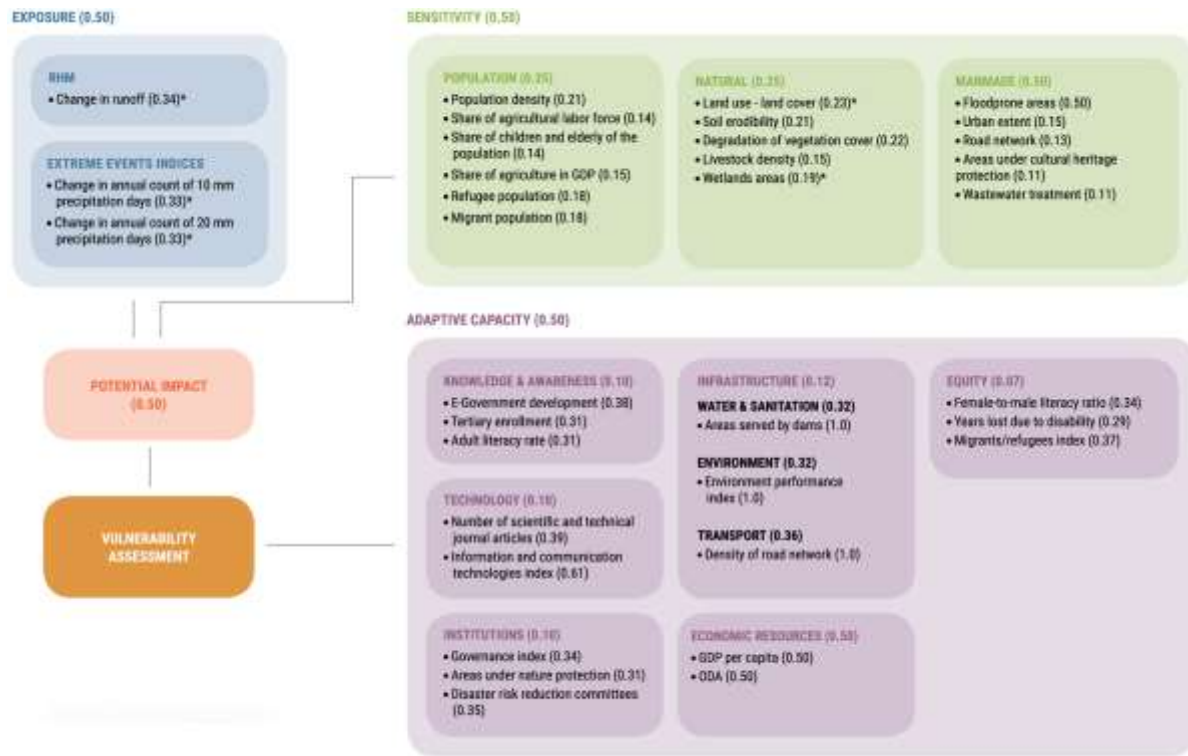 EXPOSURE (0.50)
RHM
• Change in runoff (0.34)*
EXTREME EVENTS INDICES
• Change in annual count of 10 mm
precipitation days (0.33)*
• Change in annual count of 20 mm
precipitation days (0.33)*
SENSITIVITY (0.50)
POPULATION (0.25)
• Population density (0.21)
• Share of agricultural labor force (0.14)
• Share of children and elderly of the
population (0.14)
• Share of agriculture in GDP (0.15)
• Refugee population (0.18)
• Migrant population (0.18)
NATURAL (0.25)
• Land use - land cover (0.23)*
• Soil erodibility (0.21)
• Degradation of vegetation cover (0.22)
• Livestock density (0.15)
• Wetlands areas (0.19)*
MANMADE (0.50)
• Floodprone areas (0.50)
• Urban extent (0.15)
• Road network (0.13)
• Areas under cultural heritage
protection (0.11)
• Wastewater treatment (0.11)
POTENTIAL IMPACT
(0.50)
VULNERABILITY
ASSESSMENT
ADAPTIVE CAPACITY (0.50)
KNOWLEDGE & AWARENESS (0.10)
• E-Government development (0.38)
• Tertiary enrollment (0.31)
• Adult literacy rate (0.31)
TECHNOLOGY (0.10)
• Number of scientific and technical
journal articles (0.39)
• Information and communication
technologies index (0.61)
INSTITUTIONS (0.10)
• Governance index (0.34)
• Areas under nature protection (0.31)
• Disaster risk reduction committees
(0.35)
INFRASTRUCTURE (0.12)
WATER & SANITATION (0.32)
• Areas served by dams (1.0)
ENVIRONMENT (0.32)
• Environment performance
index (1.0)
TRANSPORT (0.36)
• Density of road network (1.0)
ECONOMIC RESOURCES (0.50)
• GDP per capita (0.50)
• ODA (0.50)
EQUITY (0.07)
• Female-to-male literacy ratio (0.34)
• Years lost due to disability (0.29)
• Migrants/refugees index (0.37)